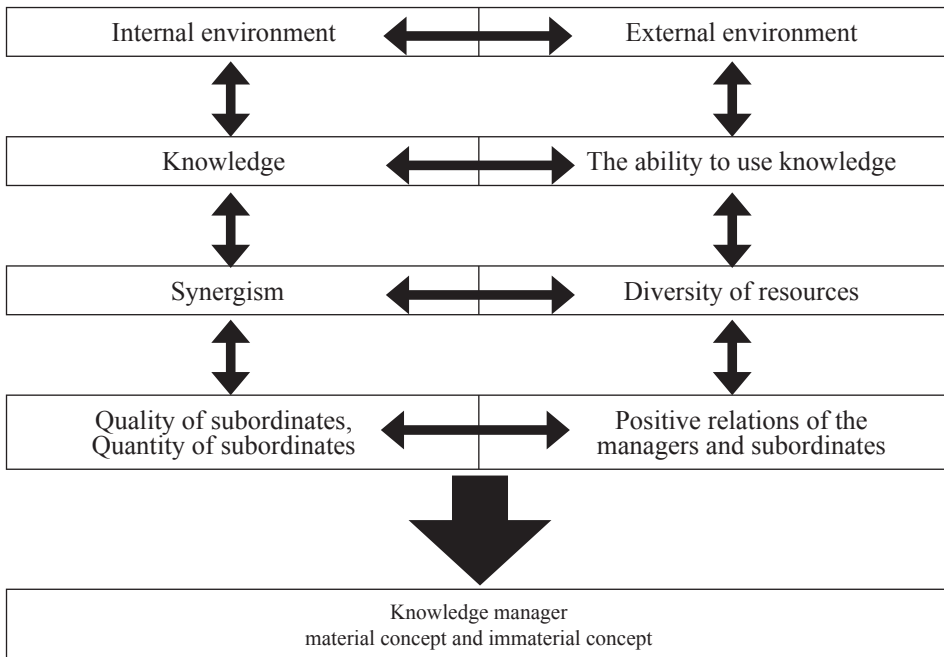 Internal environment
External environment
Knowledge
The ability to use knowledge
Synergism
Diversity of resources
Quality of subordinates,
Quantity of subordinates
Positive relations of the
managers and subordinates
Knowledge manager
material concept and immaterial concept